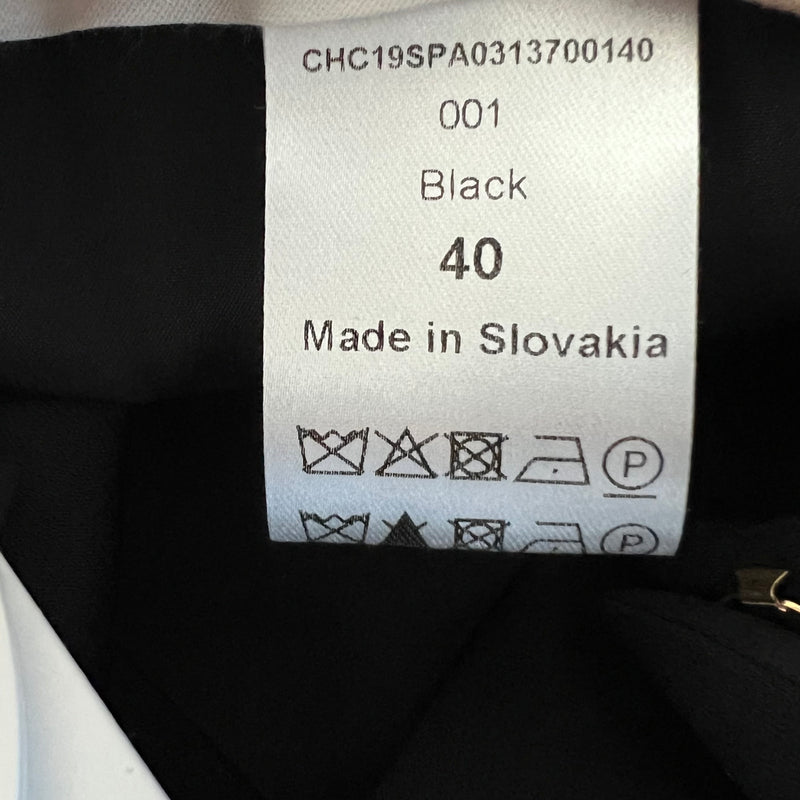 CHC19SPA0313700140
001
Black
40
Made in Slovakia
P
P